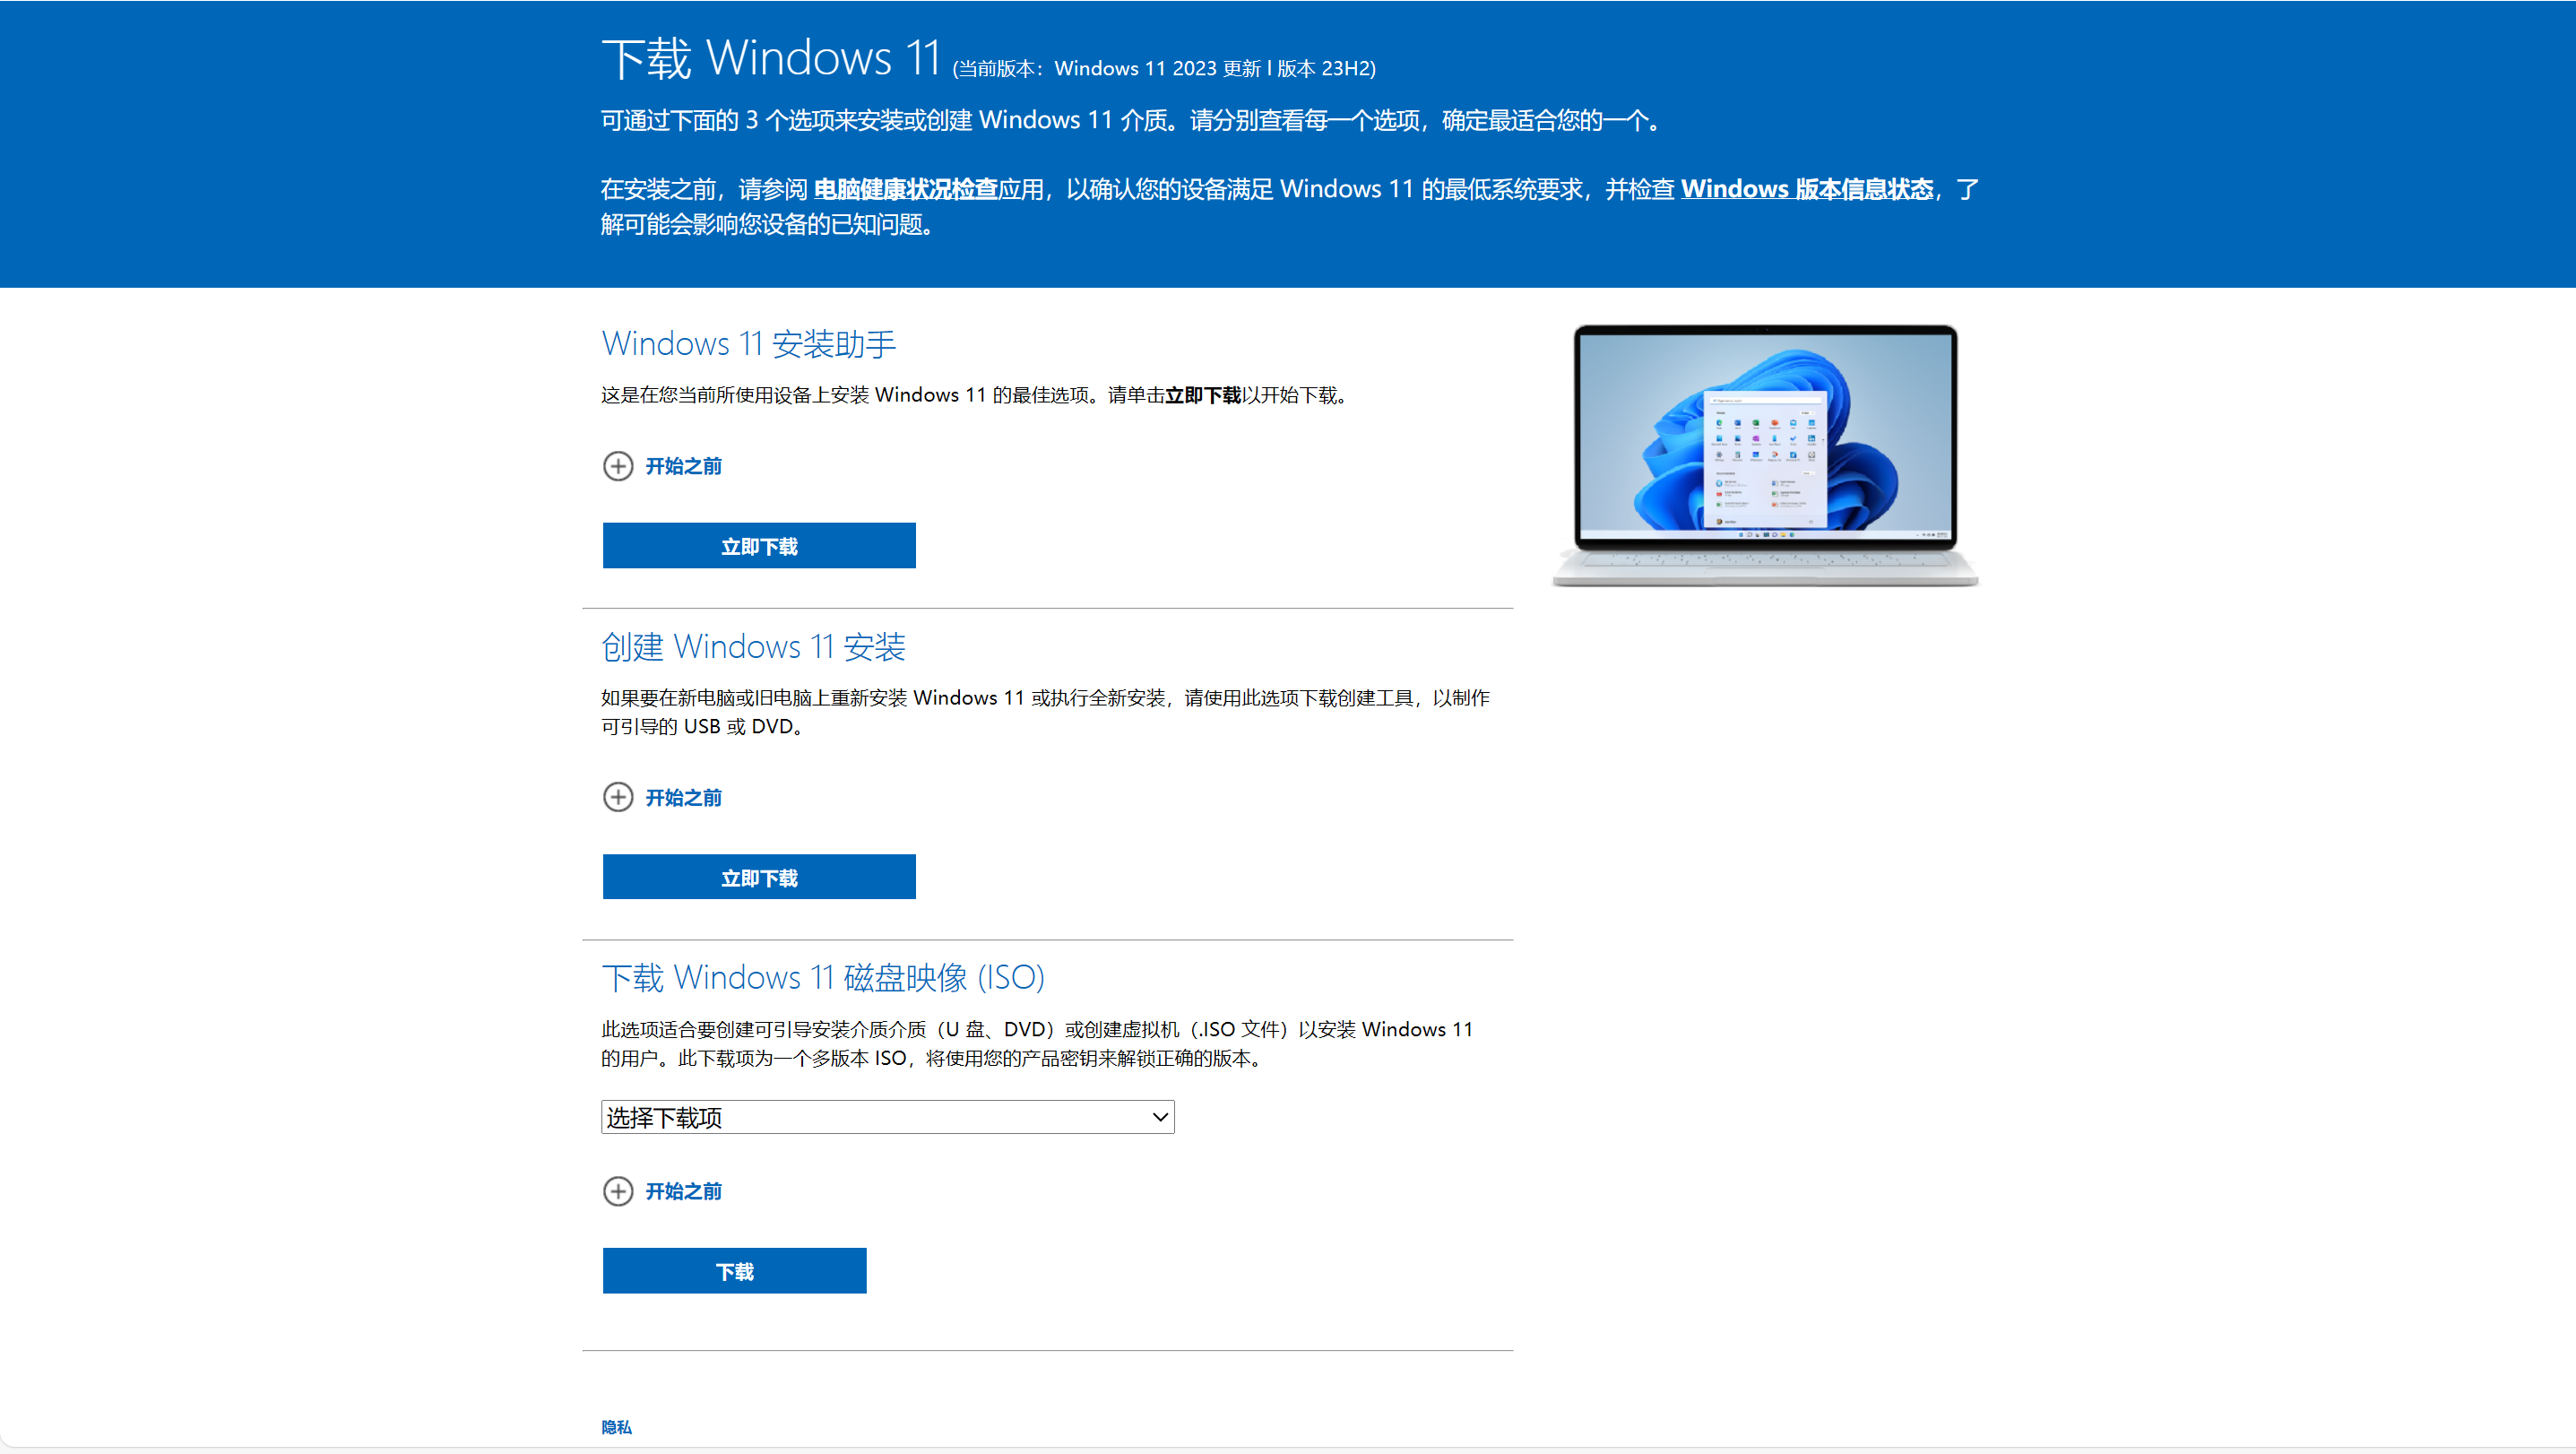 下载 Windows 11 (当前版本：Windows 11 2023 更新 l 版本 23H2)
可通过下面的 3 个选项来安装或创建 Windows 11 介质。请分别查看每一个选项，确定最适合您的一个。
在安装之前，请参阅 电脑健康状况检查应用，以确认您的设备满足 Windows 11 的最低系统要求，并检查 Windows 版本信息状态，了
解可能会影响您设备的已知问题。
Windows 11 安装助手
这是在您当前所使用设备上安装 Windows 11 的最佳选项。请单击立即下载以开始下载。
开始之前
立即下载
创建 Windows 11 安装
如果要在新电脑或旧电脑上重新安装 Windows 11 或执行全新安装，请使用此选项下载创建工具，以制作
可引导的 USB 或 DVD。
开始之前
立即下载
下载 Windows 11 磁盘映像 (ISO)
此选项适合要创建可引导安装介质介质（U 盘、DVD）或创建虚拟机（.ISO 文件）以安装 Windows 11
的用户。此下载项为一个多版本 ISO，将使用您的产品密钥来解锁正确的版本。
选择下载项
开始之前
下载
隐私